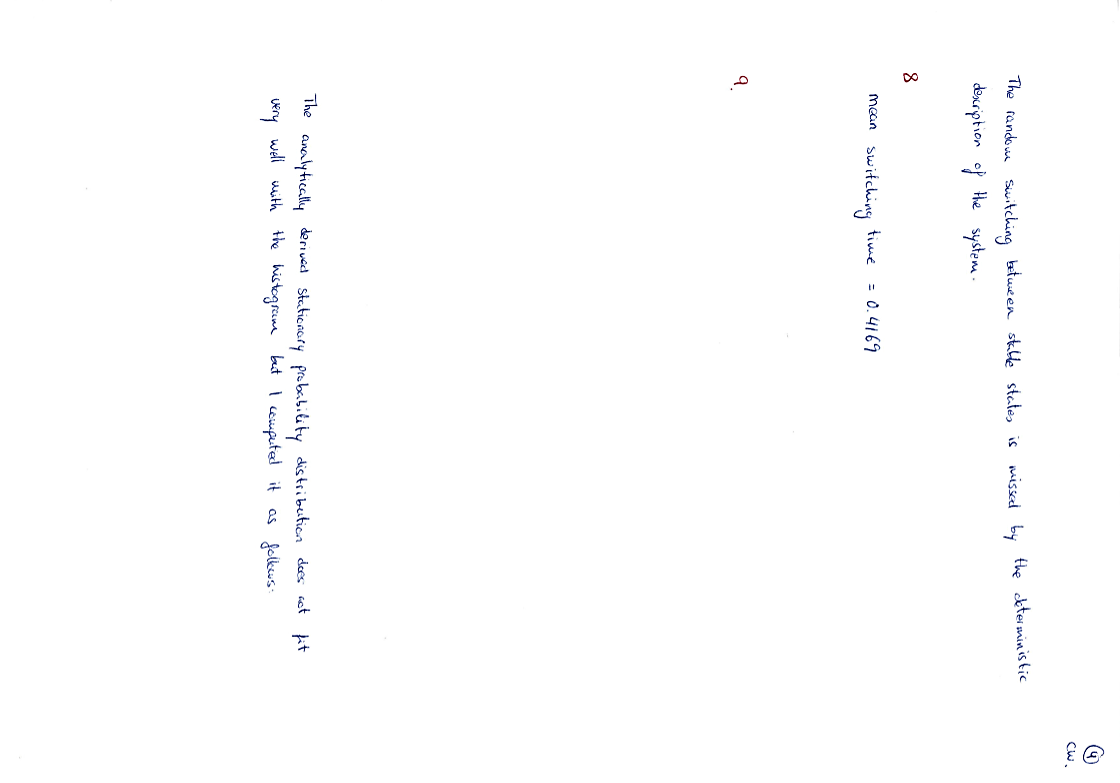 ④
CW.
The random switching between stable states, is missed by the deterministic
description of the system.
8
mean switching time = 0.4169
9.
The analytically derived stationary probability distribution does not fit
very well with the histogram but I computed it as follows: